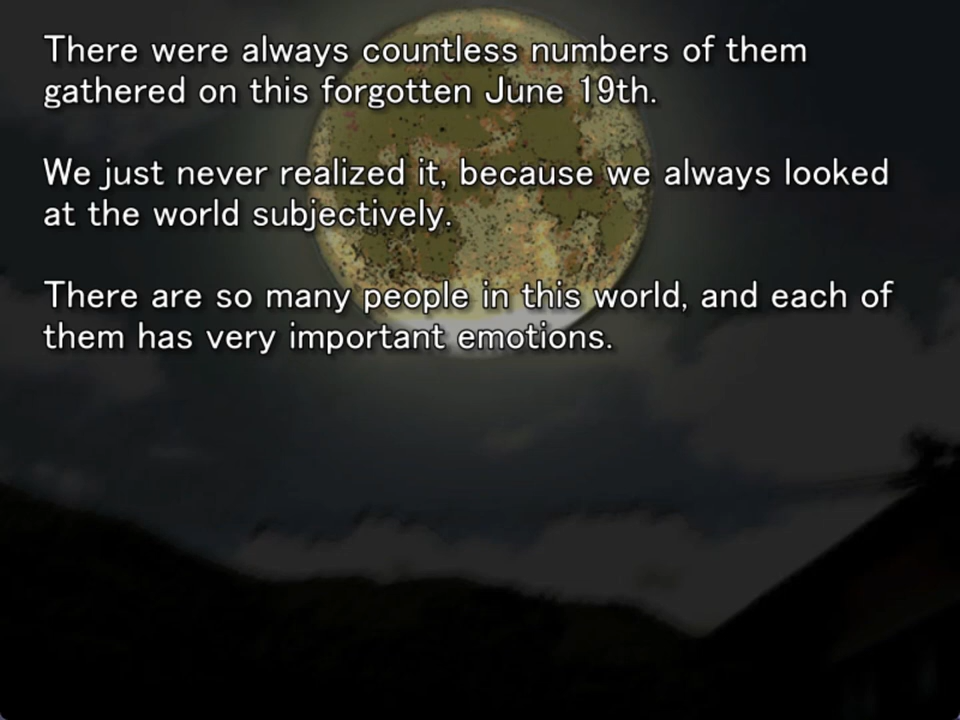 There were always countless numbers of them
gathered on this forgotten June 19th.
We just never realized it, because we always looked
at the world subjectively.
There are so many people in this world, and each of
them has very important emotions.